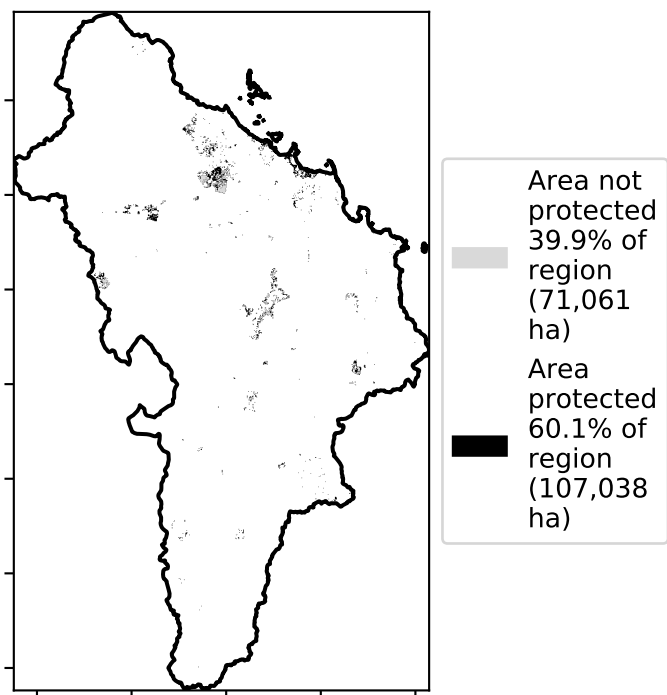 Area not
protected
39.9% of
region
(71,061
ha)
Area
protected
60.1% of
region
(107,038
ha)